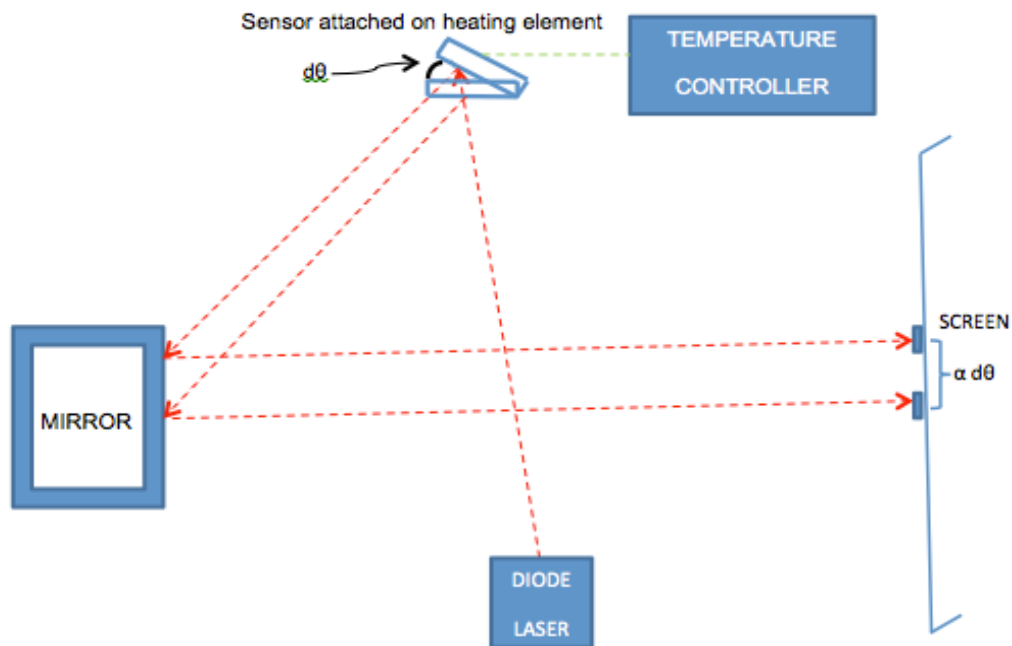 Sensor attached on heating element
dθ
TEMPERATURE
CONTROLLER
SCREEN
α dθ
MIRROR
DIODE
LASER